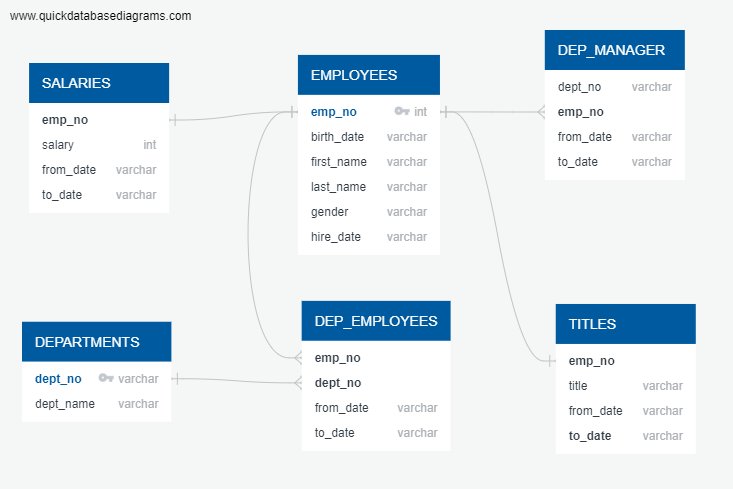 www.quickdatabasediagrams.com
SALARIES
emp_no
salary int
from_date varchar
to_date varchar
EMPLOYEES
emp_no int
birth_date varchar
first_name varchar
last_name varchar
gender varchar
hire_date varchar
DEP_MANAGER
dept_no varchar
emp_no
from_date varchar
to_date varchar
DEPARTMENTS
dept_no varchar
dept_name varchar
DEP_EMPLOYEES
emp_no
dept_no
from_date varchar
to_date varchar
TITLES
emp_no
title varchar
from_date varchar
to_date varchar